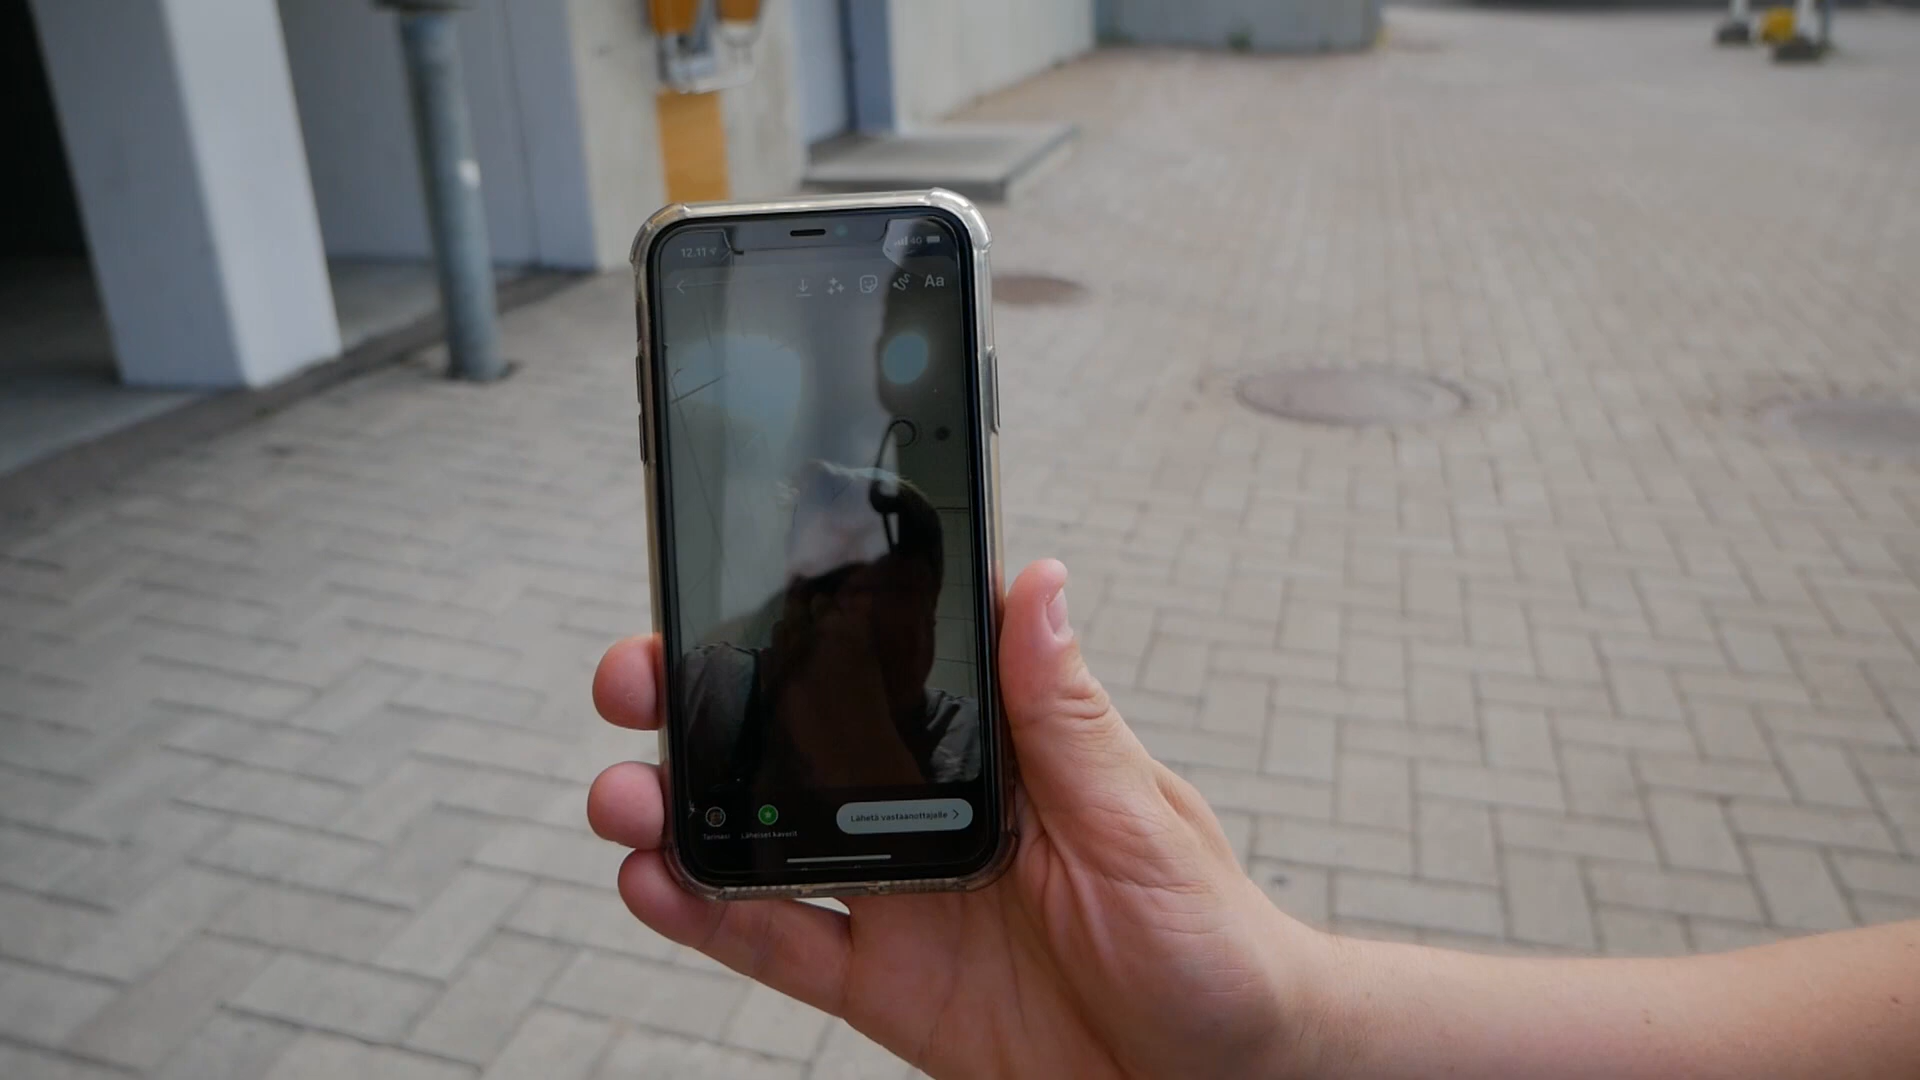 12.11
4G
Aa
Tarinasi
Läheiset kaverit
Lähetä vastaanottajalle